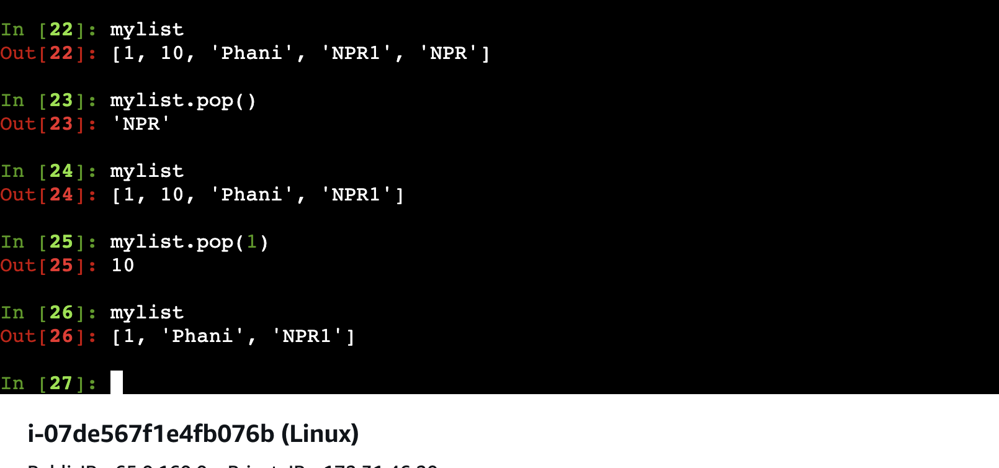 In [22]: mylist
Out[22]: [1, 10, 'Phani', 'NPR1', 'NPR']
In [23]: mylist.pop()
Out[23]: 'NPR'
In [24]: mylist
Out[24]: [1, 10, 'Phani', 'NPR1']
In [25]: mylist.pop(1)
Out[25]: 10
In [26]: mylist
Out[26]: [1, 'Phani', 'NPR1']
In [27]:
i-07de567f1e4fb076b (Linux)